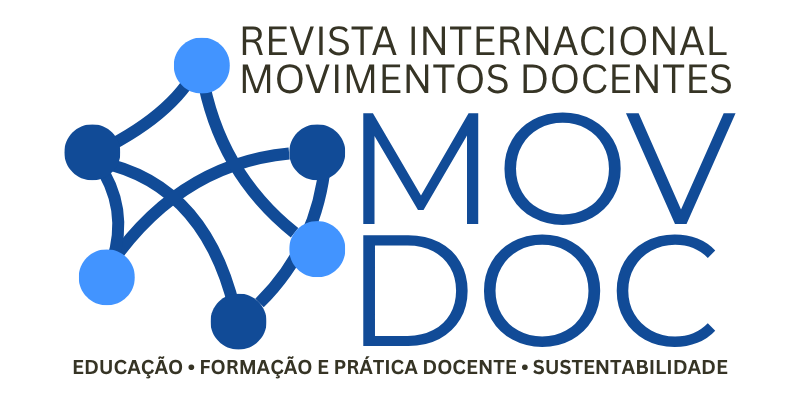 REVISTA INTERNACIONAL
MOVIMENTOS DOCENTES
MOV
DOC
EDUCAÇÃO • FORMAÇÃO E PRÁTICA DOCENTE • SUSTENTABILIDADE